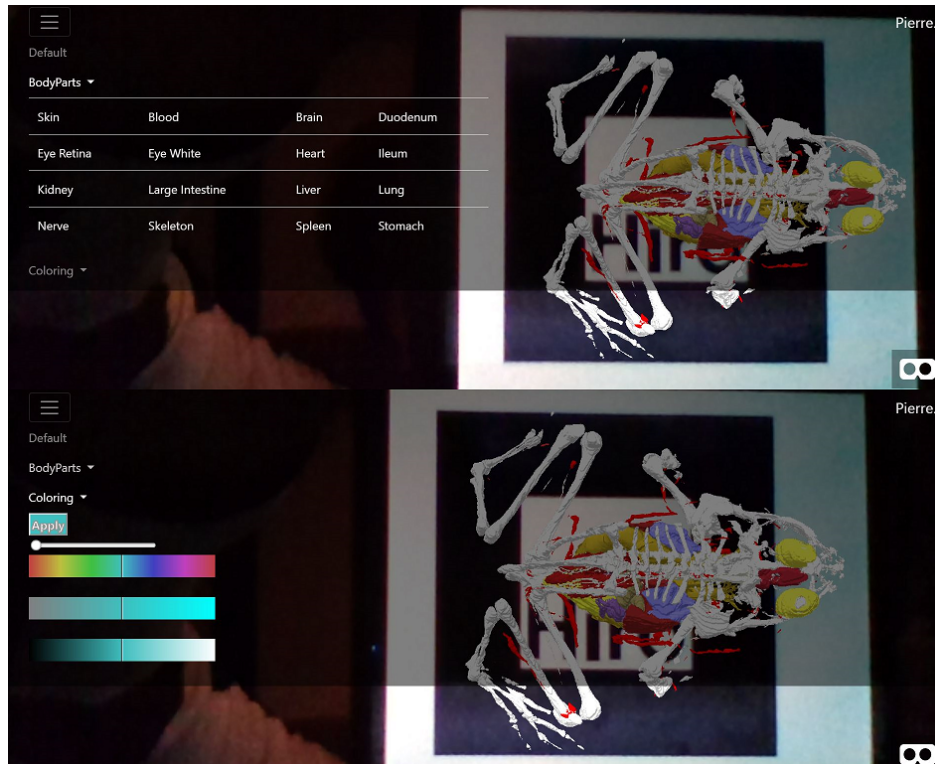 Pierre.
Default
BodyParts
Skin Blood Brain Duodenum
Eye Retina Eye White Heart Ileum
Kidney Large Intestine Liver Lung
Nerve Skeleton Spleen Stomach
Coloring
Pierre.
Default
BodyParts
Coloring
Apply